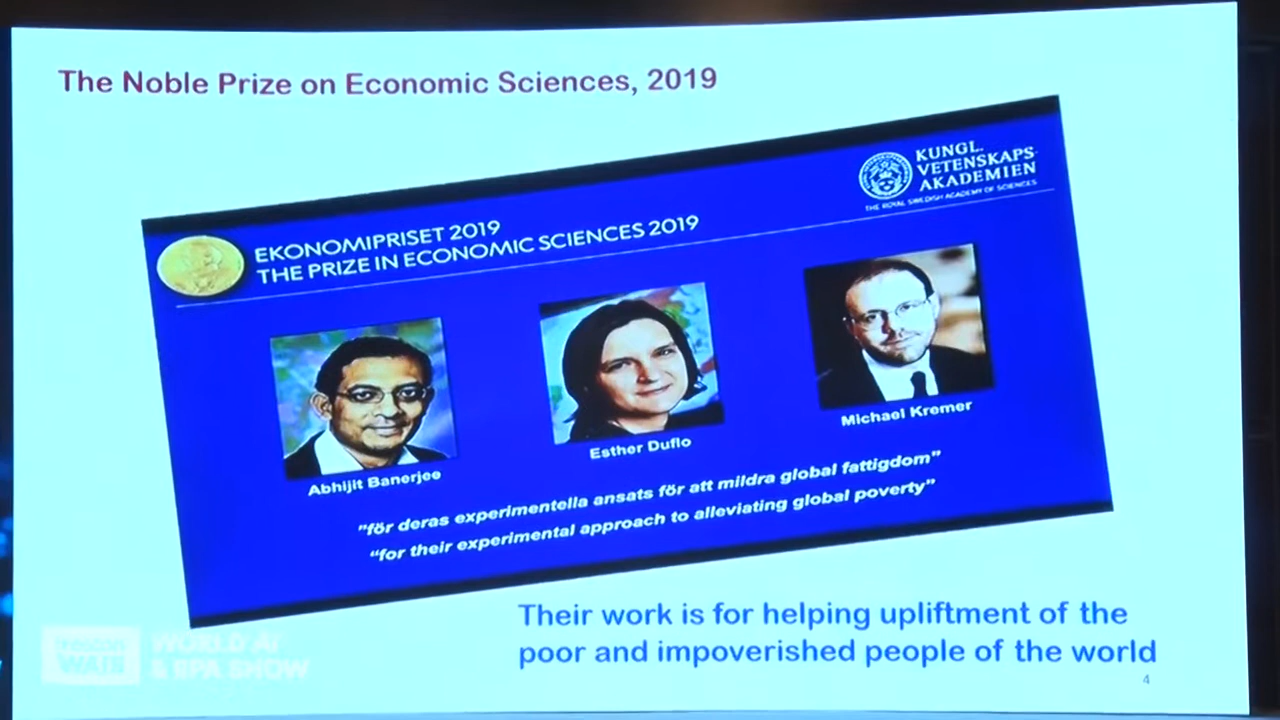 The Noble Prize on Economic Sciences, 2019
KUNGL.
VETENSKAPS-
AKADEMIEN
THE ROYAL SWEDISH ACADEMY OF SCIENCES
EKONOMIPRISET 2019
THE PRIZE IN ECONOMIC SCIENCES 2019
Abhijit Banerjee
Esther Duflo
Michael Kremer
"för deras experimentella ansats för att mildra global fattigdom"
"for their experimental approach to alleviating global poverty"
Their work is for helping upliftment of the
poor and impoverished people of the world
4
WAIS
WORLD AI
& RPA SHOW